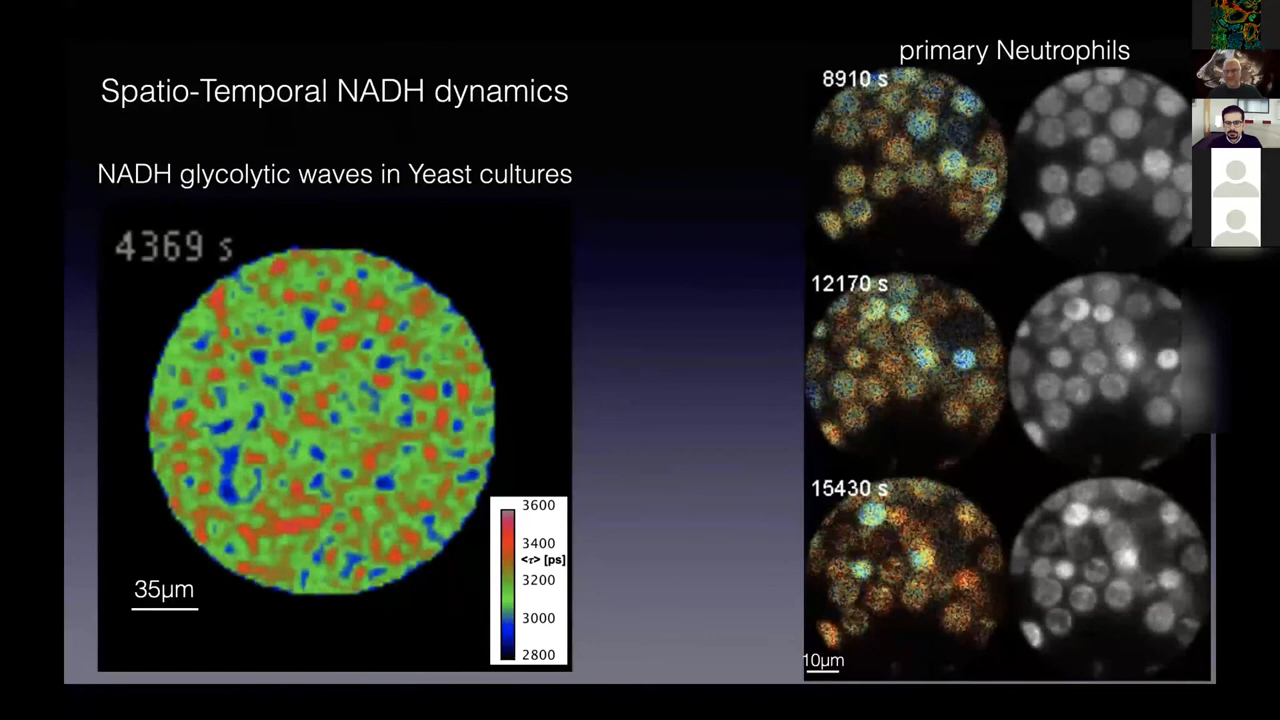 Spatio-Temporal NADH dynamics
NADH glycolytic waves in Yeast cultures
4369 s
35µm
3600
3400
<τ> [ps]
3200
3000
2800
primary Neutrophils
8910 s
12170 s
15430 s
10µm